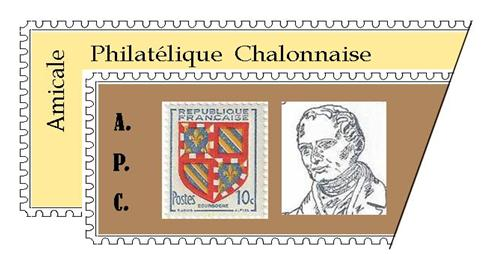 Amicale
Philatélique Chalonnaise
A.
P.
C.
REPUBLIQUE
FRANÇAISE
Postes 10c
BOURGOGNE